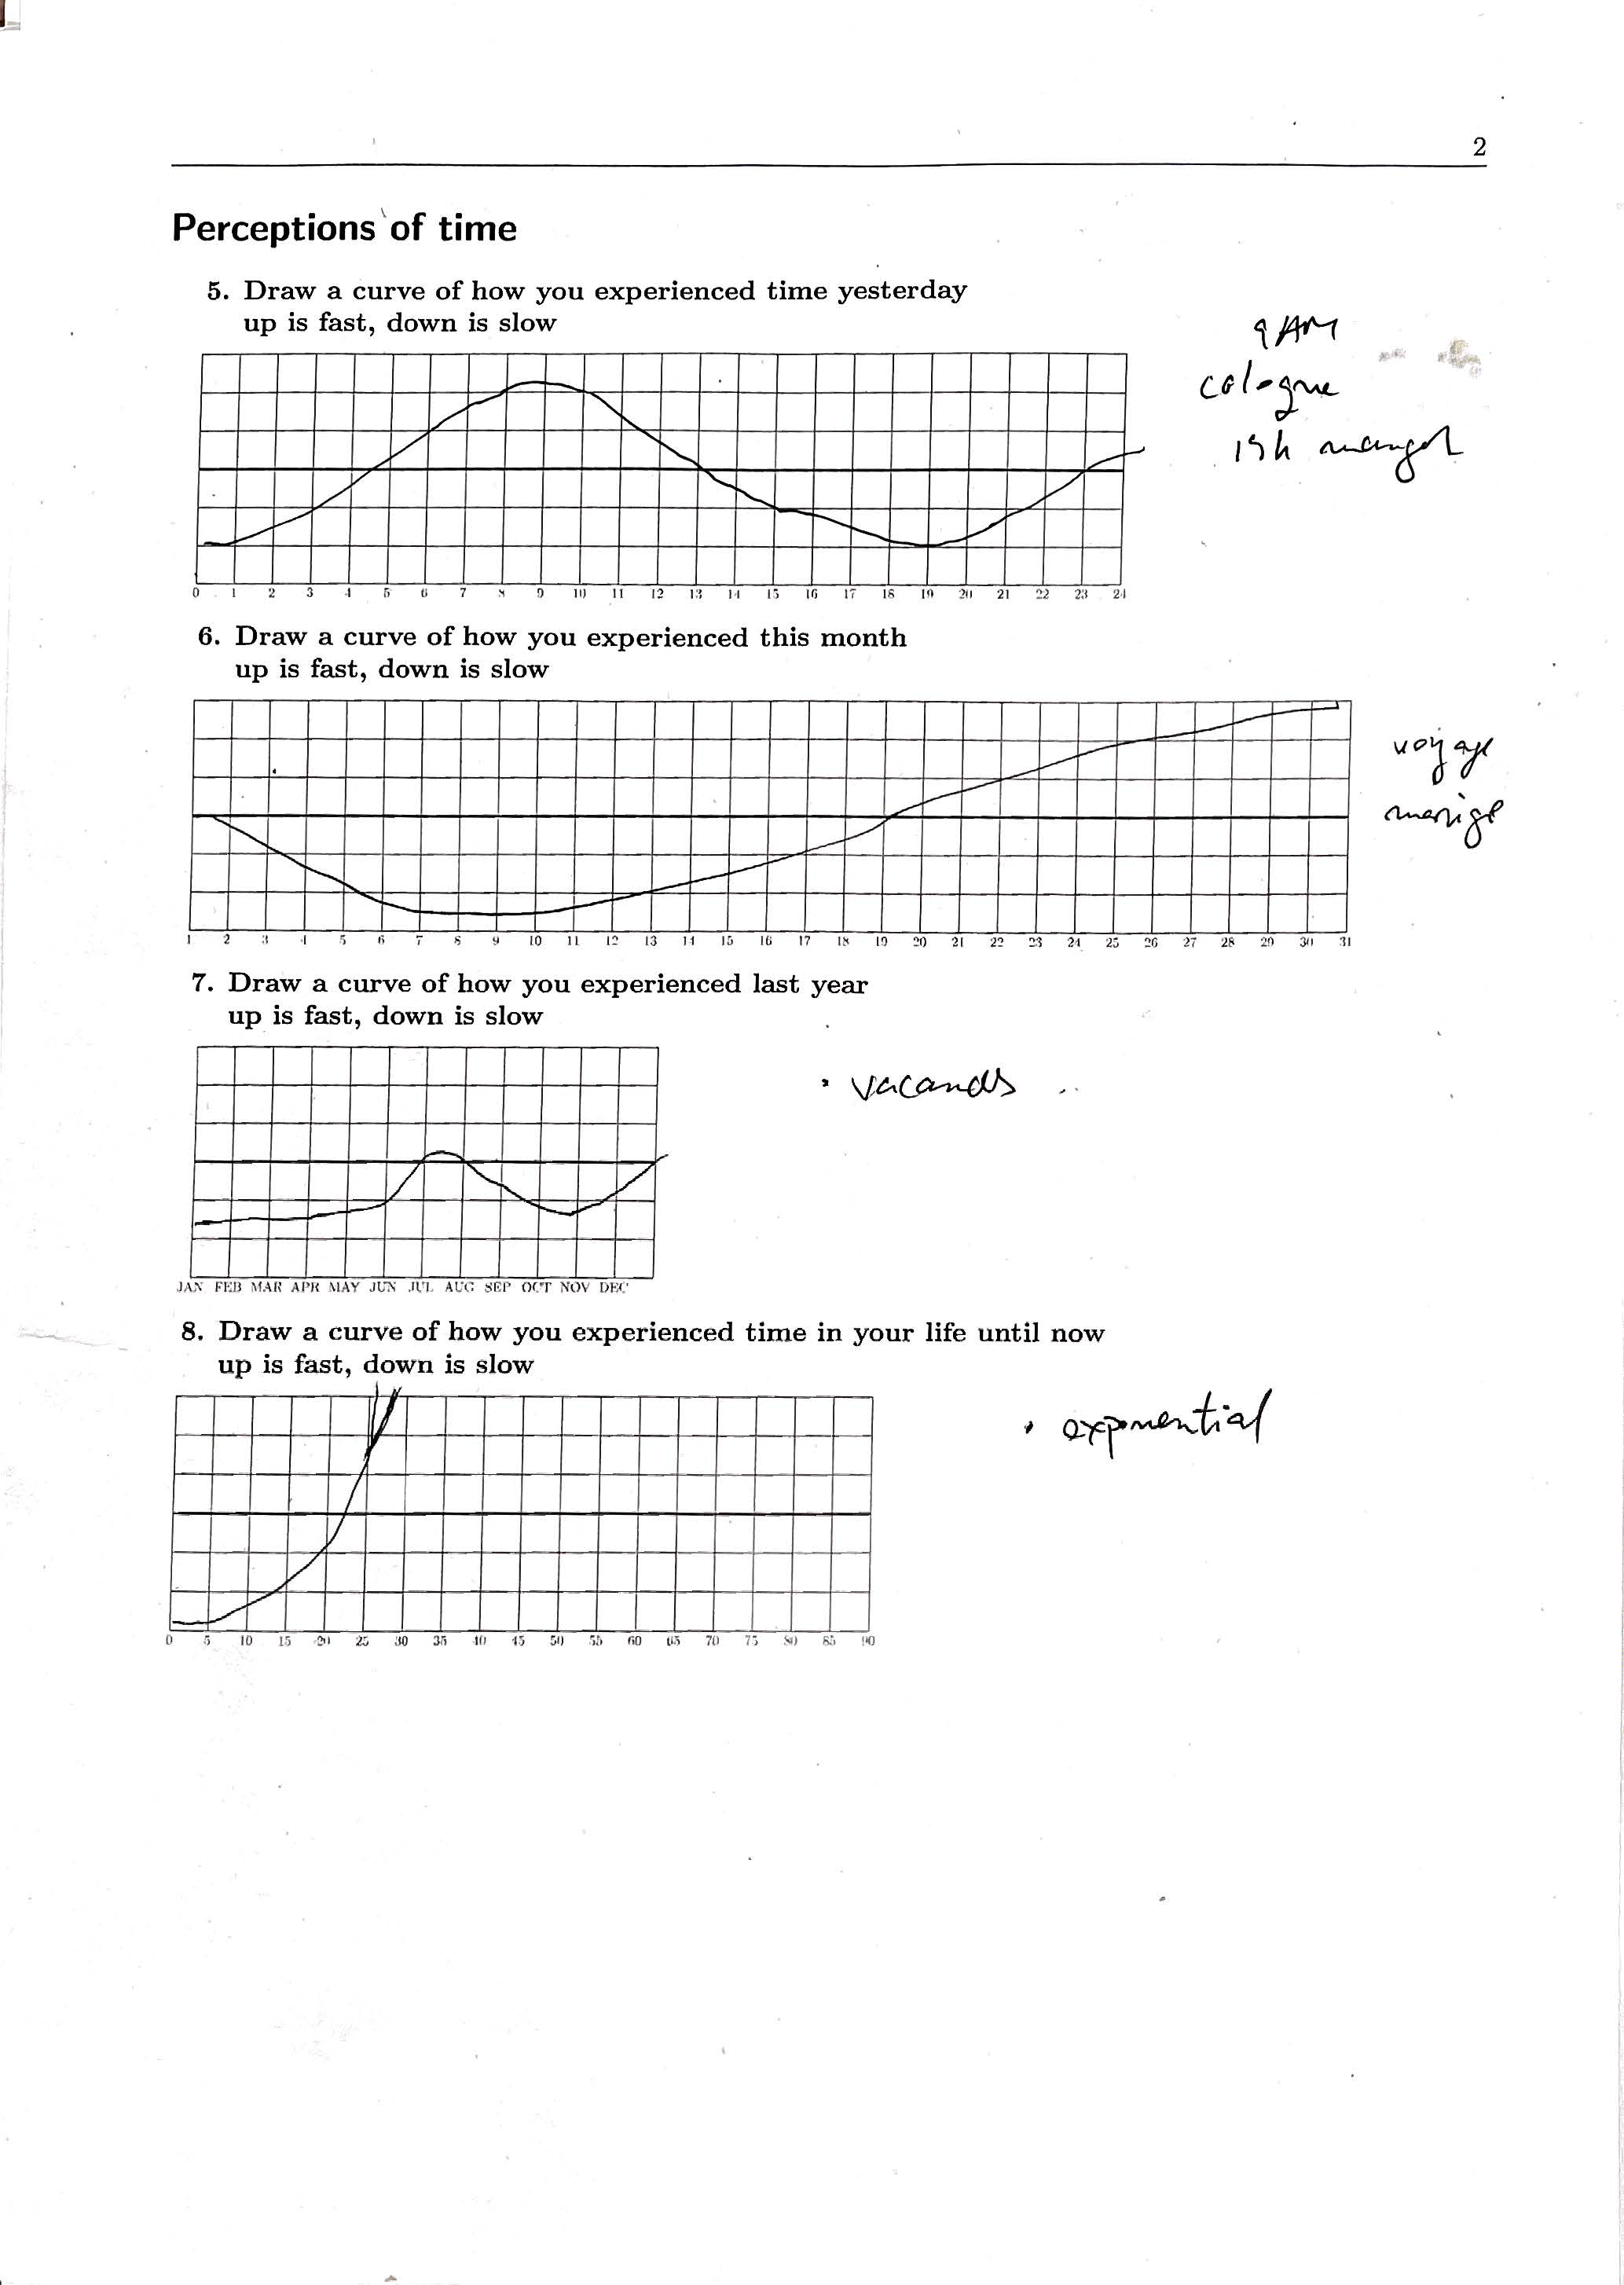 2
Perceptions of time
5. Draw a curve of how you experienced time yesterday
up is fast, down is slow
9 AM
cologne
0 1 2 3 4 5 6 7 8 9 10 11 12 13 14 15 16 17 18 19 20 21 22 23 24
6. Draw a curve of how you experienced this month
up is fast, down is slow
voyage
1 2 3 4 5 6 7 8 9 10 11 12 13 14 15 16 17 18 19 20 21 22 23 24 25 26 27 28 29 30 31
7. Draw a curve of how you experienced last year
up is fast, down is slow
JAN FEB MAR APR MAY JUN JUL AUG SEP OCT NOV DEC
8. Draw a curve of how you experienced time in your life until now
up is fast, down is slow
• exponential
0 5 10 15 20 25 30 35 40 45 50 55 60 65 70 75 80 85 90